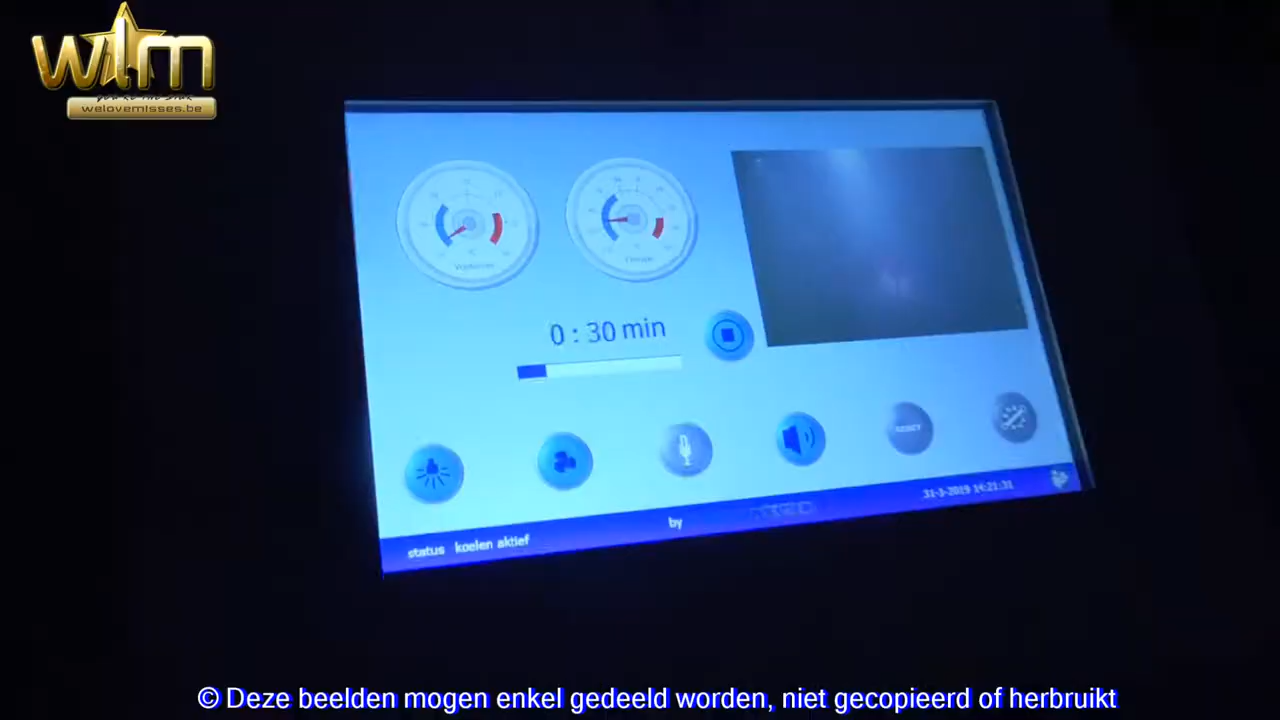 wlm
welovemisses.be
0 : 30 min
RESET
31-3-2019 14:21:31
by
status koelen aktief
© Deze beelden mogen enkel gedeeld worden, niet gecopieerd of herbruikt